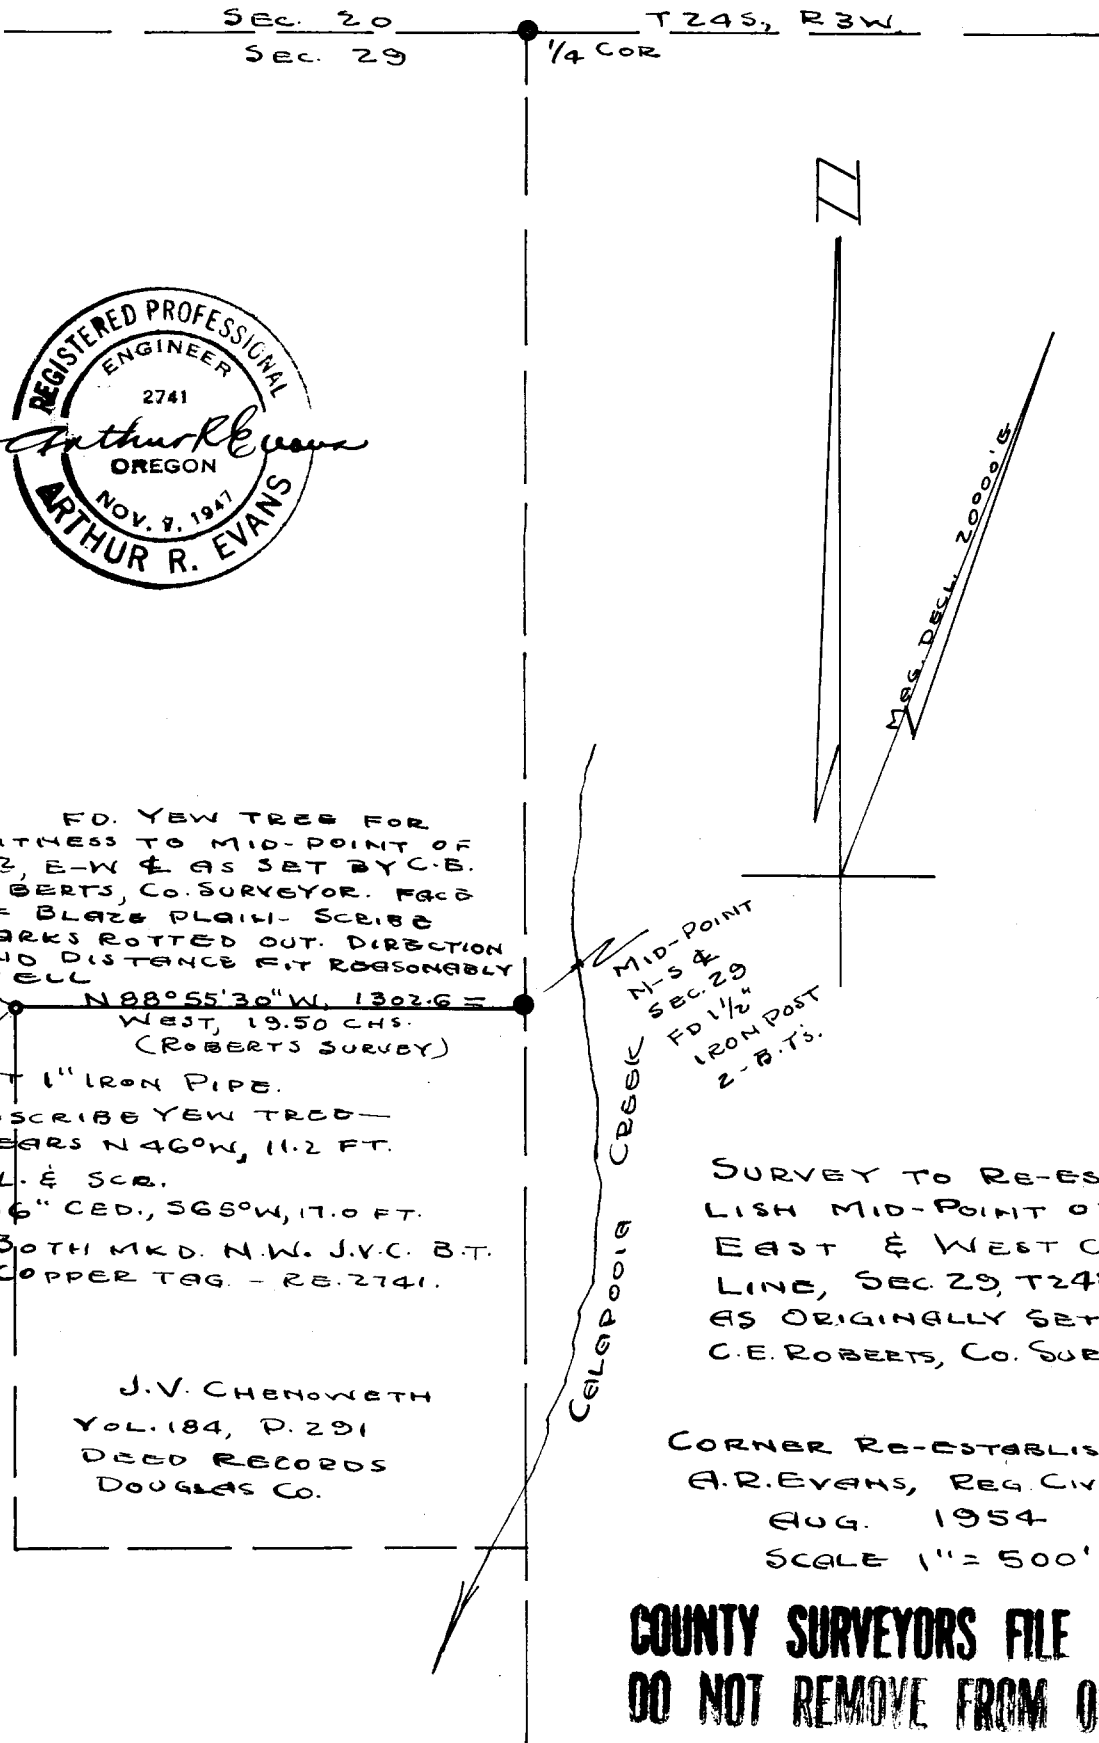 SEC. 20
T 24S, R 3W.
SEC. 29
1/4 COR
REGISTERED PROFESSIONAL
ENGINEER
2741
Arthur R Evans
OREGON
NOV. 7, 1947
ARTHUR R. EVANS
MAG. DECL. 20°00' E
FD. YEW TREE FOR
ITNESS TO MID-POINT OF
2, E-W ℄ AS SET BY C.E.
BERTS, CO. SURVEYOR. FACE
F BLAZE PLAIN- SCRIBE
ARKS ROTTED OUT. DIRECTION
ND DISTANCE FIT REASONABLY
ELL
N 88°55'30" W, 1302.6 =
WEST, 19.50 CHS.
(ROBERTS SURVEY)
T 1" IRON PIPE.
SCRIBE YEW TREE—
EARS N 46°W, 11.2 FT.
L. & SCR.
6" CED., S65°W, 17.0 FT.
BOTH MKD. N.W. J.V.C. B.T.
COPPER TAG. - RE. 2741.
MID-POINT
N-S ℄
SEC. 29
FD 1 1/2"
IRON POST
2-B.T'S.
CALAPOOIA CREEK
J.V. CHENOWETH
VOL. 184, P. 291
DEED RECORDS
DOUGLAS CO.
SURVEY TO RE-ES
LISH MID-POINT O
EAST & WEST C
LINE, SEC. 29, T24
AS ORIGINALLY SET
C.E. ROBERTS, CO. SUR
CORNER RE-ESTABLIS
A.R. EVANS, REG. CIV
AUG. 1954
SCALE 1" = 500'
COUNTY SURVEYORS FILE
DO NOT REMOVE FROM O